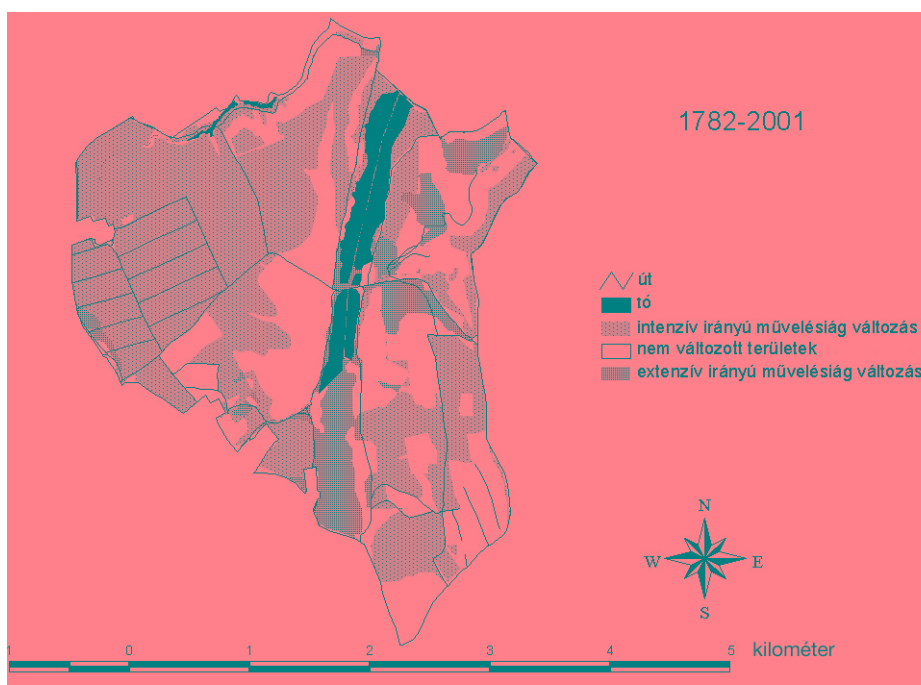 1782-2001
út
tó
intenzív irányú művelésiág változás
nem változott területek
extenzív irányú művelésiág változás
N
W E
S
1 0 1 2 3 4 5 kilométer